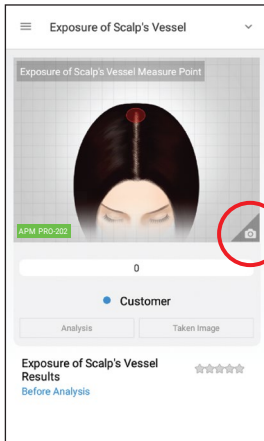 Exposure of Scalp's Vessel
Exposure of Scalp's Vessel Measure Point
APM PRO-202
0
Customer
Analysis
Taken Image
Exposure of Scalp's Vessel
Results
Before Analysis